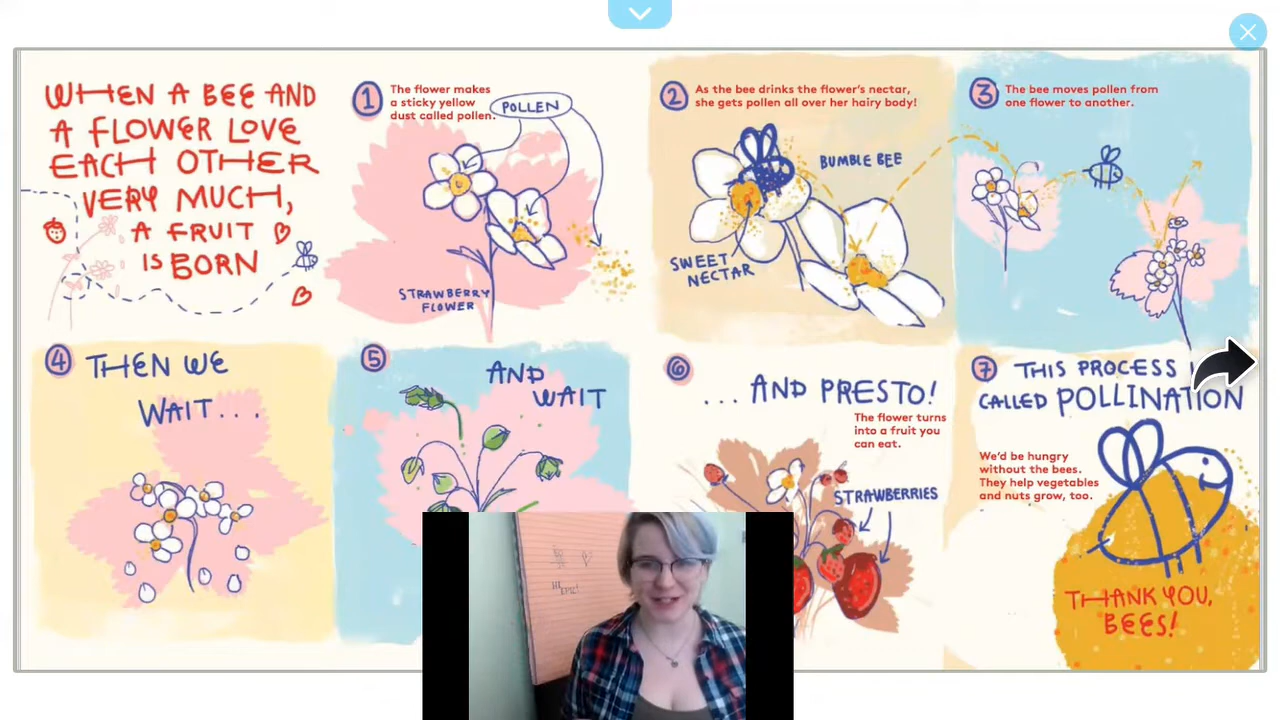 WHEN A BEE AND
A FLOWER LOVE
EACH OTHER
VERY MUCH,
A FRUIT
IS BORN
1
The flower makes
a sticky yellow
dust called pollen.
POLLEN
STRAWBERRY
FLOWER
2
As the bee drinks the flower's nectar,
she gets pollen all over her hairy body!
BUMBLE BEE
SWEET
NECTAR
3
The bee moves pollen from
one flower to another.
4
THEN WE
WAIT...
5
AND
WAIT
6
...AND PRESTO!
The flower turns
into a fruit you
can eat.
STRAWBERRIES
7
THIS PROCESS
CALLED POLLINATION
We'd be hungry
without the bees.
They help vegetables
and nuts grow, too.
THANK YOU,
BEES!